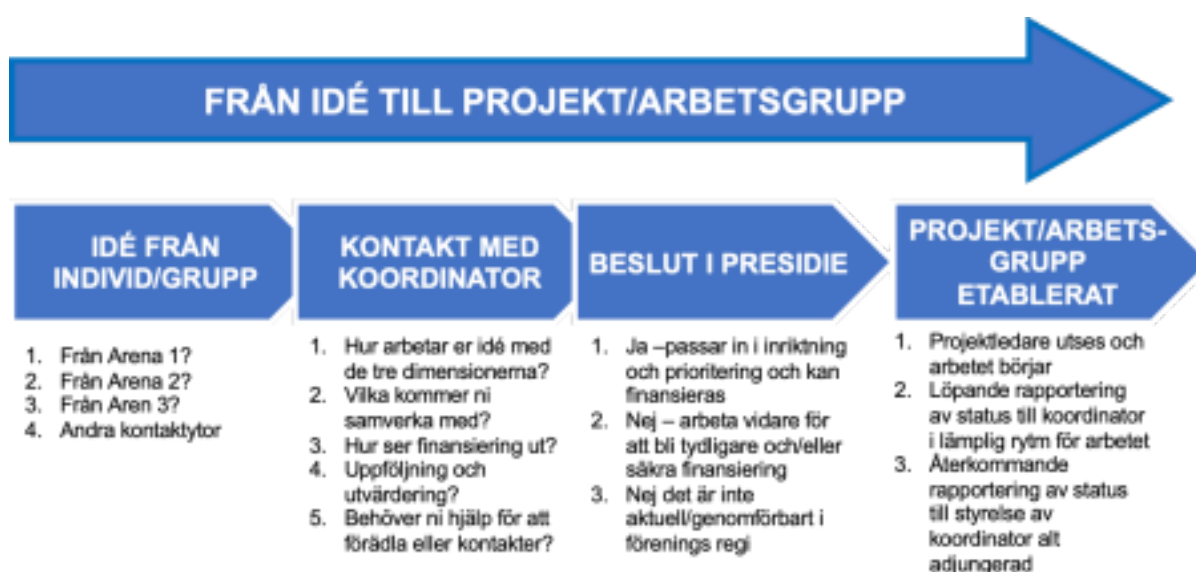 FRÅN IDÉ TILL PROJEKT/ARBETSGRUPP
IDÉ FRÅN
INDIVID/GRUPP
1. Från Arena 1?
2. Från Arena 2?
3. Från Aren 3?
4. Andra kontaktytor
KONTAKT MED
KOORDINATOR
1. Hur arbetar er idé med
de tre dimensionerna?
2. Vilka kommer ni
samverka med?
3. Hur ser finansiering ut?
4. Uppföljning och
utvärdering?
5. Behöver ni hjälp för att
förädla eller kontakter?
BESLUT I PRESIDIE
1. Ja –passar in i inriktning
och prioritering och kan
finansieras
2. Nej – arbeta vidare för
att bli tydligare och/eller
säkra finansiering
3. Nej det är inte
aktuell/genomförbart i
förenings regi
PROJEKT/ARBETS-
GRUPP
ETABLERAT
1. Projektledare utses och
arbetet börjar
2. Löpande rapportering
av status till koordinator
i lämplig rytm för arbetet
3. Återkommande
rapportering av status
till styrelse av
koordinator alt
adjungerad